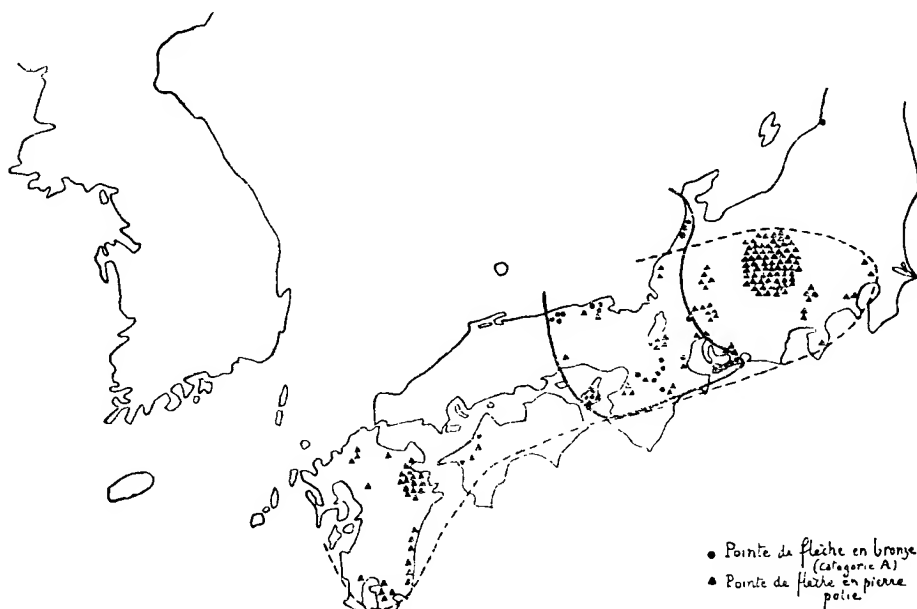 ● Pointe de flèche en bronze
(Catégorie A)
▲ Pointe de flèche en pierre
polie